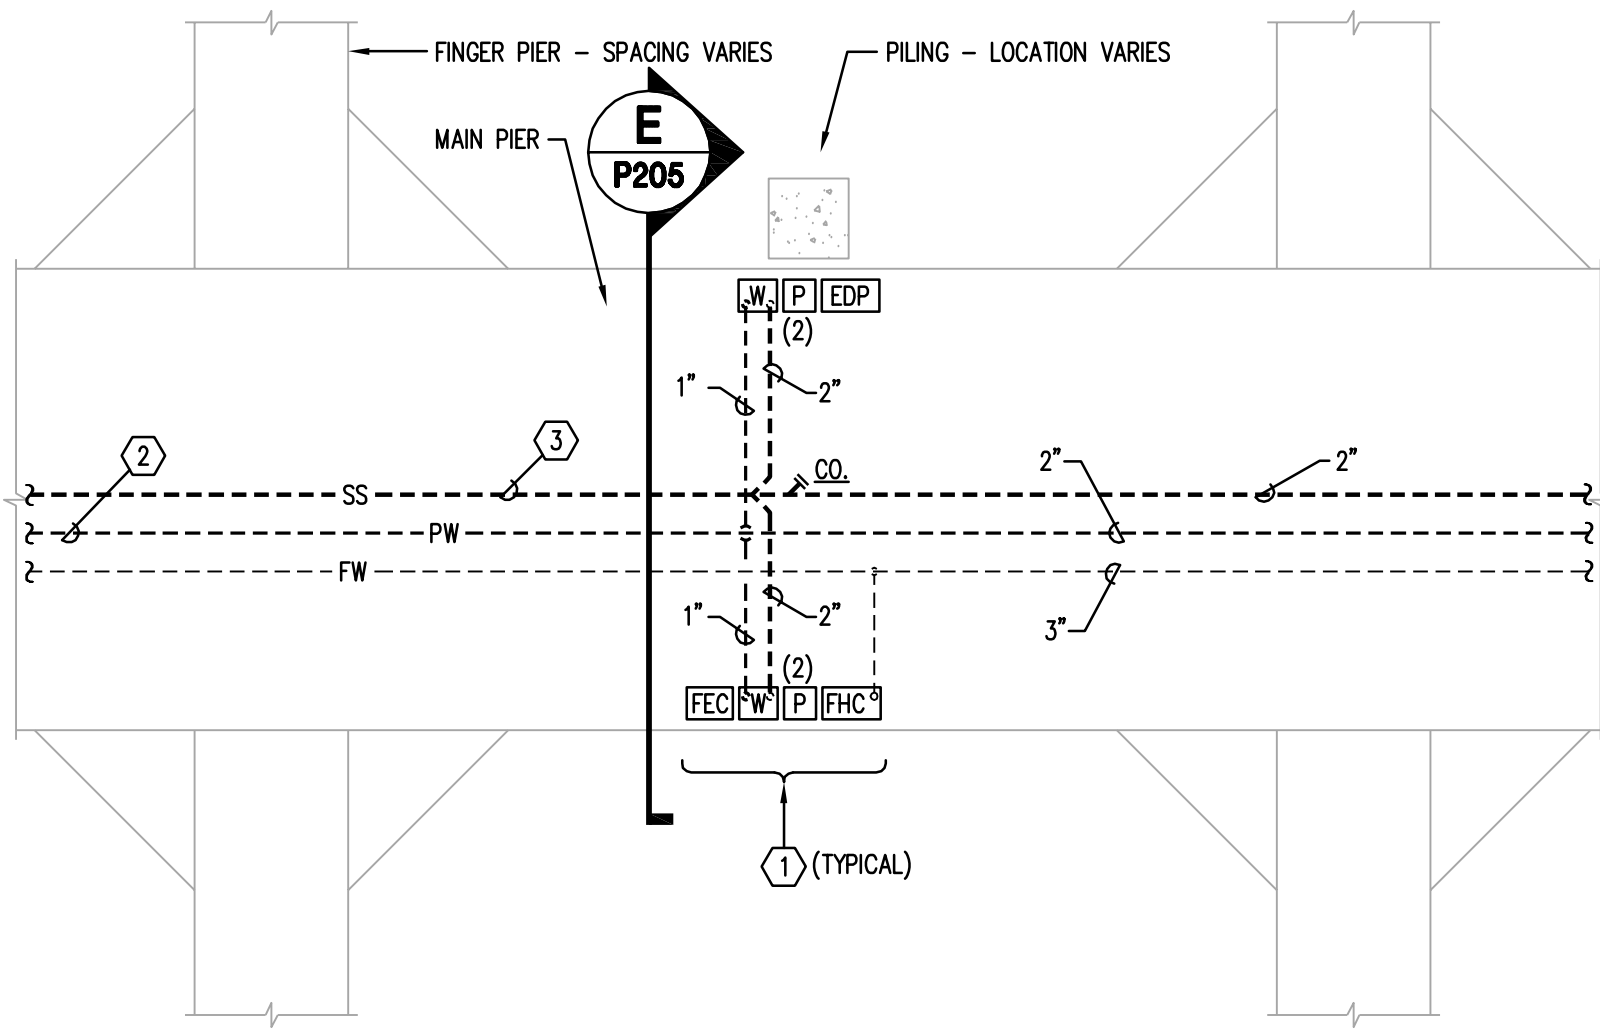 FINGER PIER - SPACING VARIES
PILING - LOCATION VARIES
MAIN PIER
E
P205
W P EDP
(2)
1" 2"
2
3
CO.
2" 2"
SS
PW
FW
1" 2"
3"
(2)
FEC W P FHC
1 (TYPICAL)